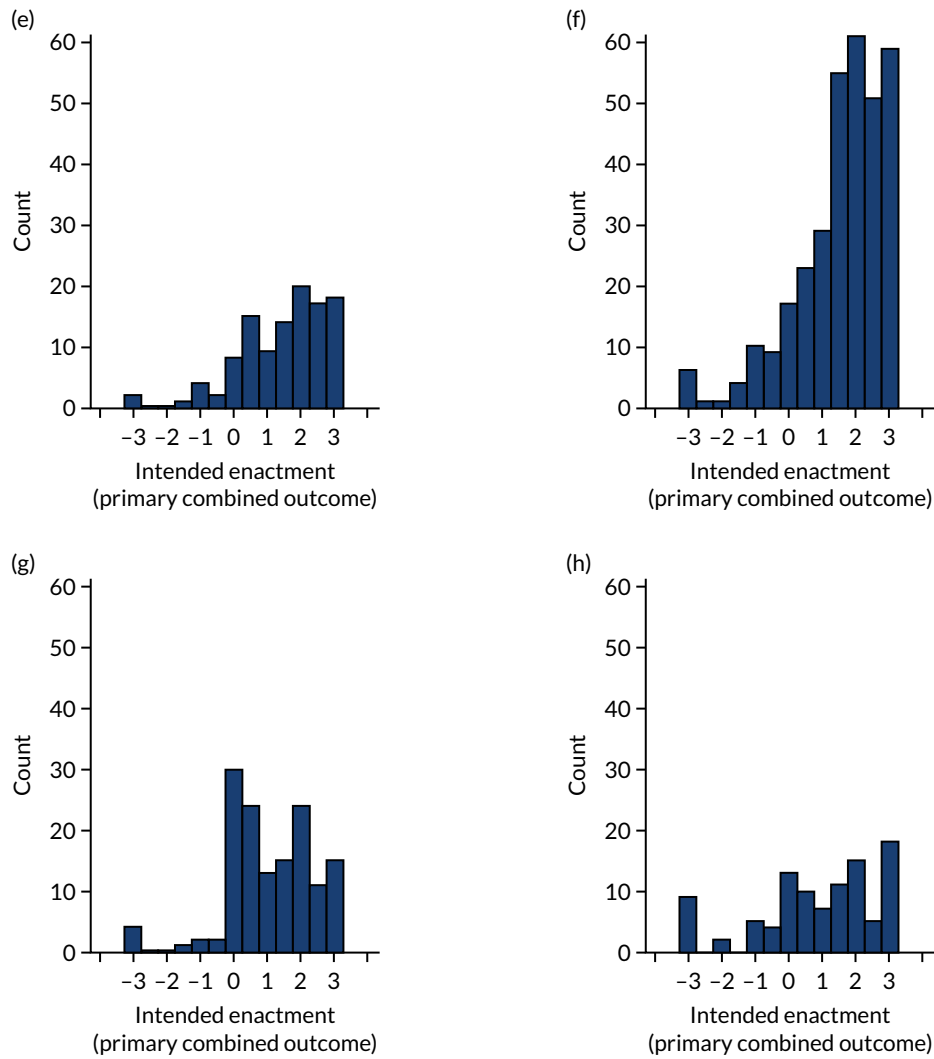 (e)
60
50
40
30
20
10
0
Count
–3 –2 –1 0 1 2 3
Intended enactment
(primary combined outcome)
(f)
60
50
40
30
20
10
0
Count
–3 –2 –1 0 1 2 3
Intended enactment
(primary combined outcome)
(g)
60
50
40
30
20
10
0
Count
–3 –2 –1 0 1 2 3
Intended enactment
(primary combined outcome)
(h)
60
50
40
30
20
10
0
Count
–3 –2 –1 0 1 2 3
Intended enactment
(primary combined outcome)